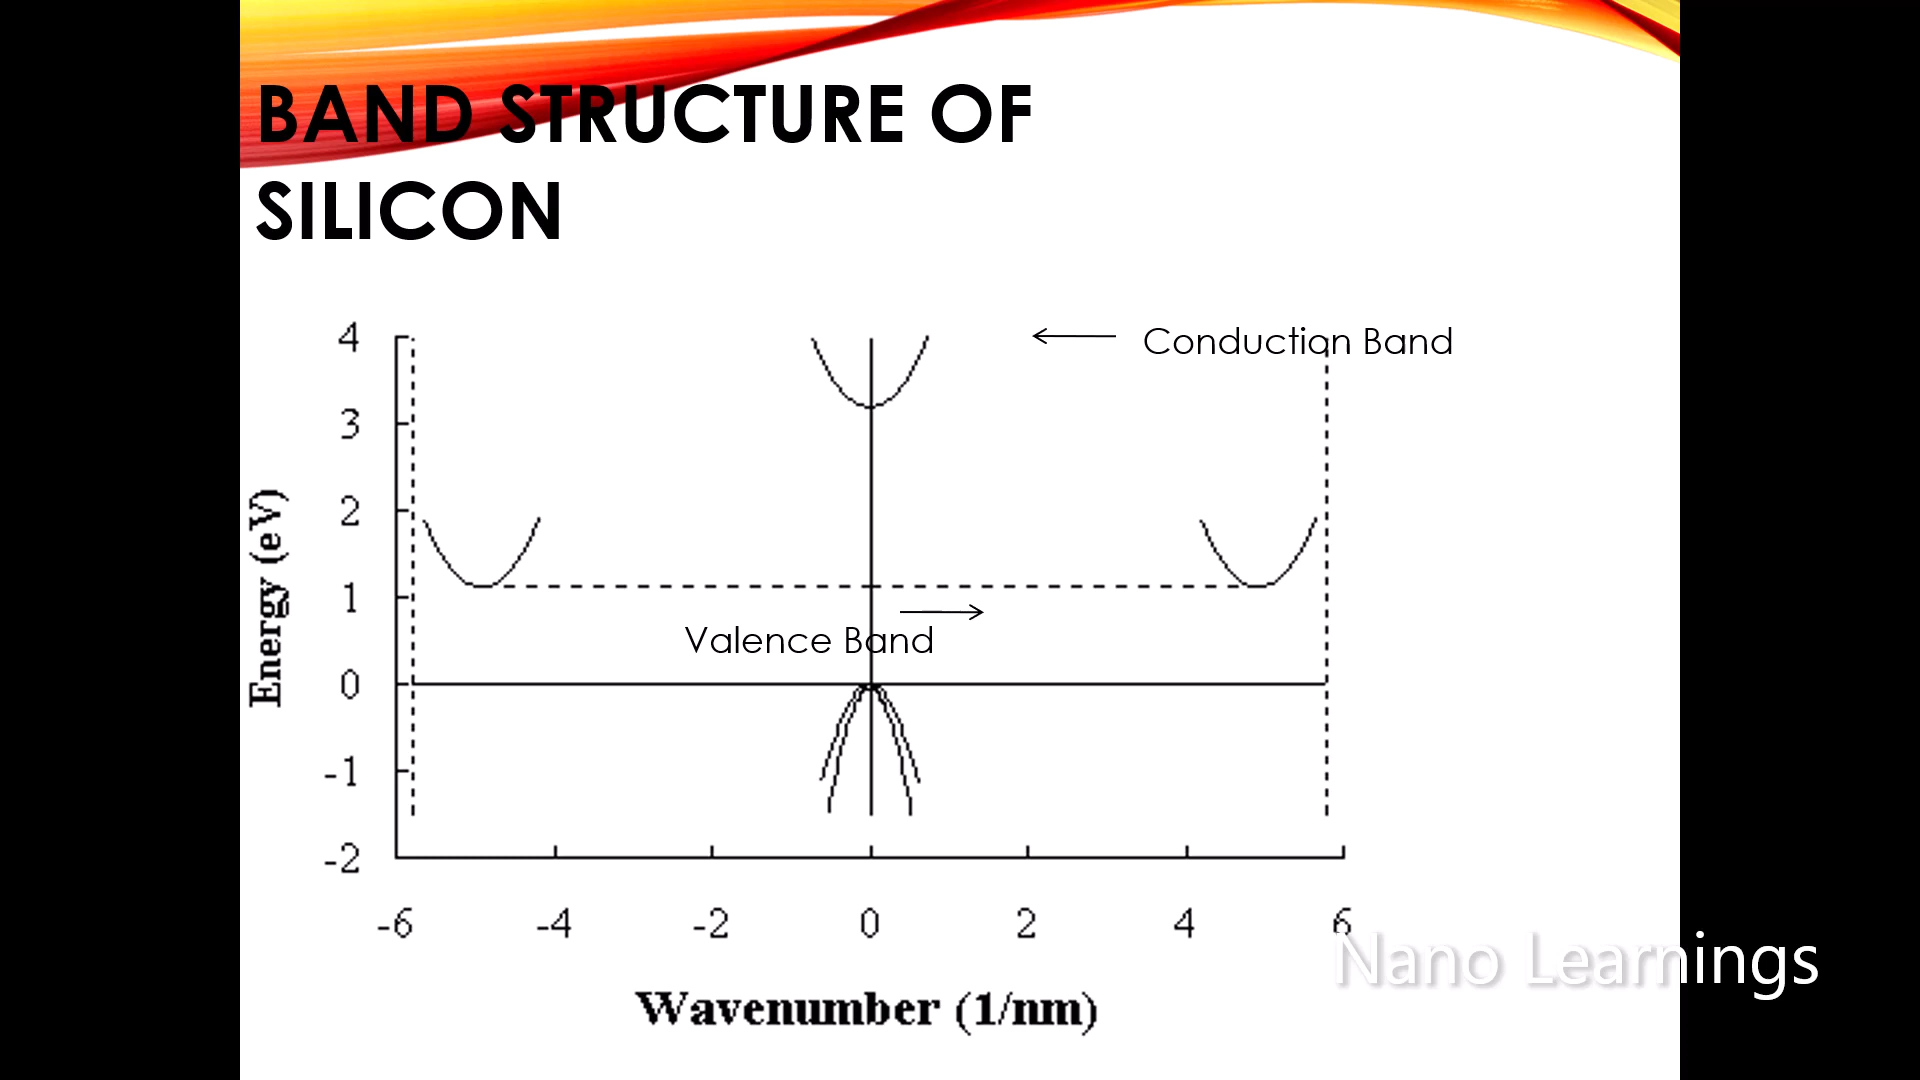 BAND STRUCTURE OF
SILICON
4
Conduction Band
3
2
1
Valence Band
0
-1
-2
Energy (eV)
-6 -4 -2 0 2 4 6
Nano Learnings
Wavenumber (1/nm)